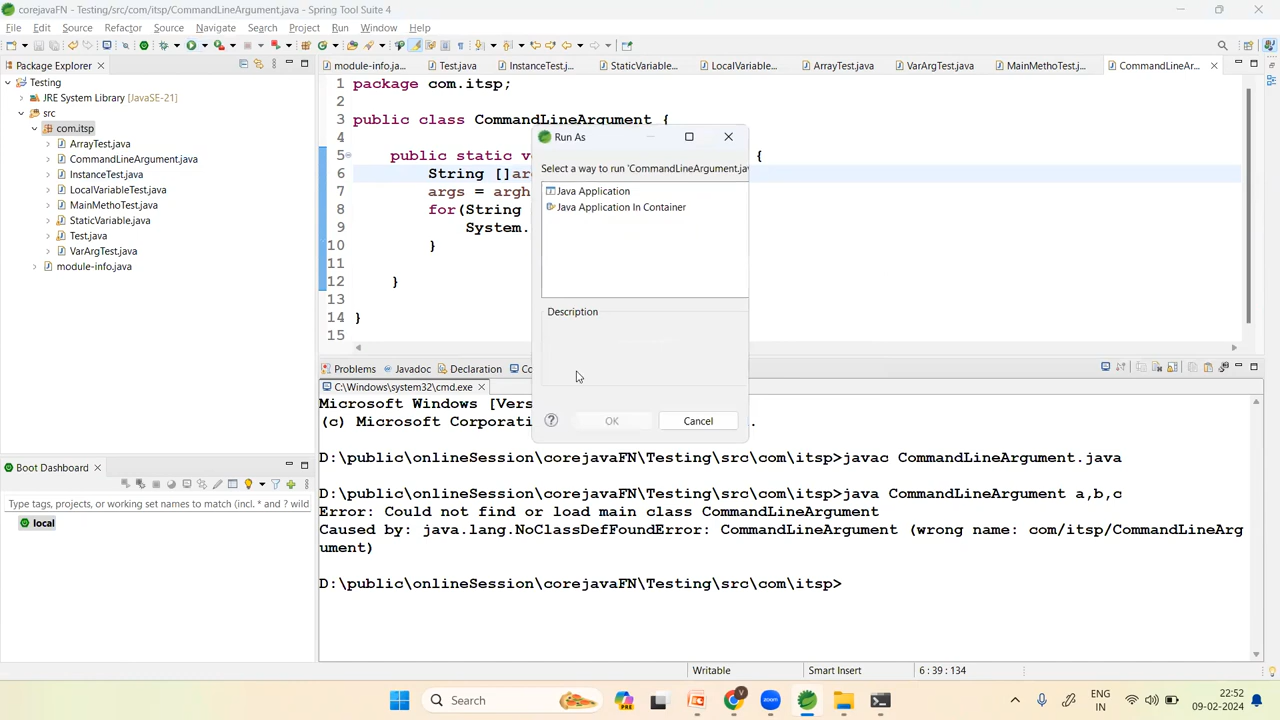 corejavaFN - Testing/src/com/itsp/CommandLineArgument.java - Spring Tool Suite 4
File Edit Source Refactor Source Navigate Search Project Run Window Help
Package Explorer
module-info.ja... Test.java InstanceTest.j... StaticVariable... LocalVariable... ArrayTest.java VarArgTest.java MainMethoTest.j... CommandLineAr...
Testing
JRE System Library [JavaSE-21]
src
com.itsp
ArrayTest.java
CommandLineArgument.java
InstanceTest.java
LocalVariableTest.java
MainMethoTest.java
StaticVariable.java
Test.java
VarArgTest.java
module-info.java
1 package com.itsp;
2
3 public class CommandLineArgument {
4
5 public static v {
6 String []ar
7 args = argh
8 for(String
9 System.
10 }
11
12 }
13
14 }
15
Run As
Select a way to run 'CommandLineArgument.jav
Java Application
Java Application In Container
Description
OK Cancel
Problems Javadoc Declaration Co
C:\Windows\system32\cmd.exe
Microsoft Windows [Vers
(c) Microsoft Corporati .
D:\public\onlineSession\corejavaFN\Testing\src\com\itsp>javac CommandLineArgument.java
D:\public\onlineSession\corejavaFN\Testing\src\com\itsp>java CommandLineArgument a,b,c
Error: Could not find or load main class CommandLineArgument
Caused by: java.lang.NoClassDefFoundError: CommandLineArgument (wrong name: com/itsp/CommandLineArg
ument)
D:\public\onlineSession\corejavaFN\Testing\src\com\itsp>
Boot Dashboard
Type tags, projects, or working set names to match (incl. * and ? wild
local
Writable Smart Insert 6 : 39 : 134
Search
PRE
V
zoom
ENG
IN
22:52
09-02-2024